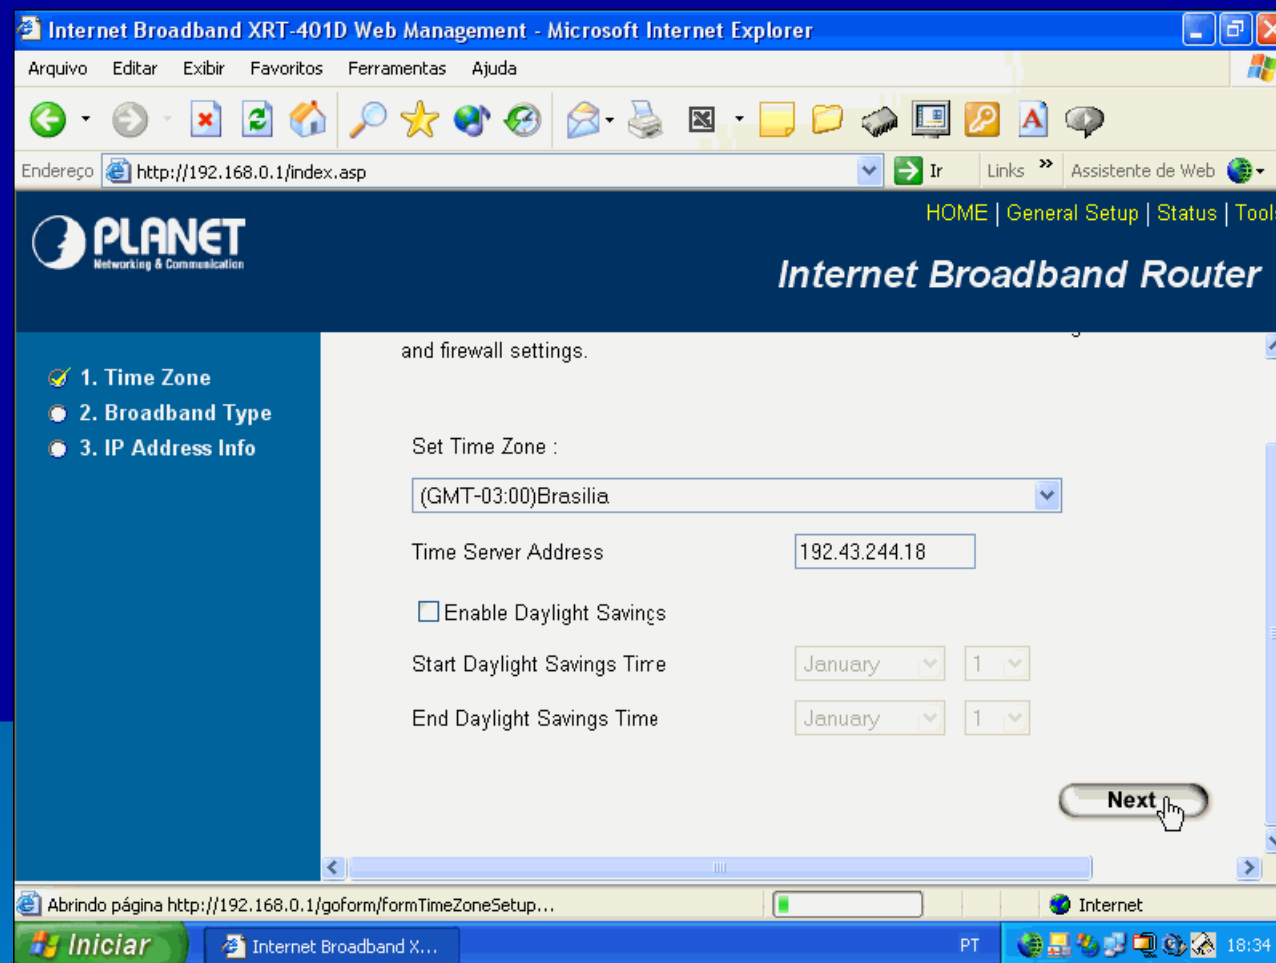 Internet Broadband XRT-401D Web Management - Microsoft Internet Explorer
Arquivo Editar Exibir Favoritos Ferramentas Ajuda
Endereço http://192.168.0.1/index.asp Ir Links » Assistente de Web
PLANET
Networking & Communication
HOME | General Setup | Status | Tools
Internet Broadband Router
1. Time Zone
2. Broadband Type
3. IP Address Info
and firewall settings.
Set Time Zone :
(GMT-03:00)Brasilia
Time Server Address 192.43.244.18
Enable Daylight Savings
Start Daylight Savings Time January 1
End Daylight Savings Time January 1
Next
Abrindo página http://192.168.0.1/goform/formTimeZoneSetup... Internet
Iniciar Internet Broadband X... PT 18:34